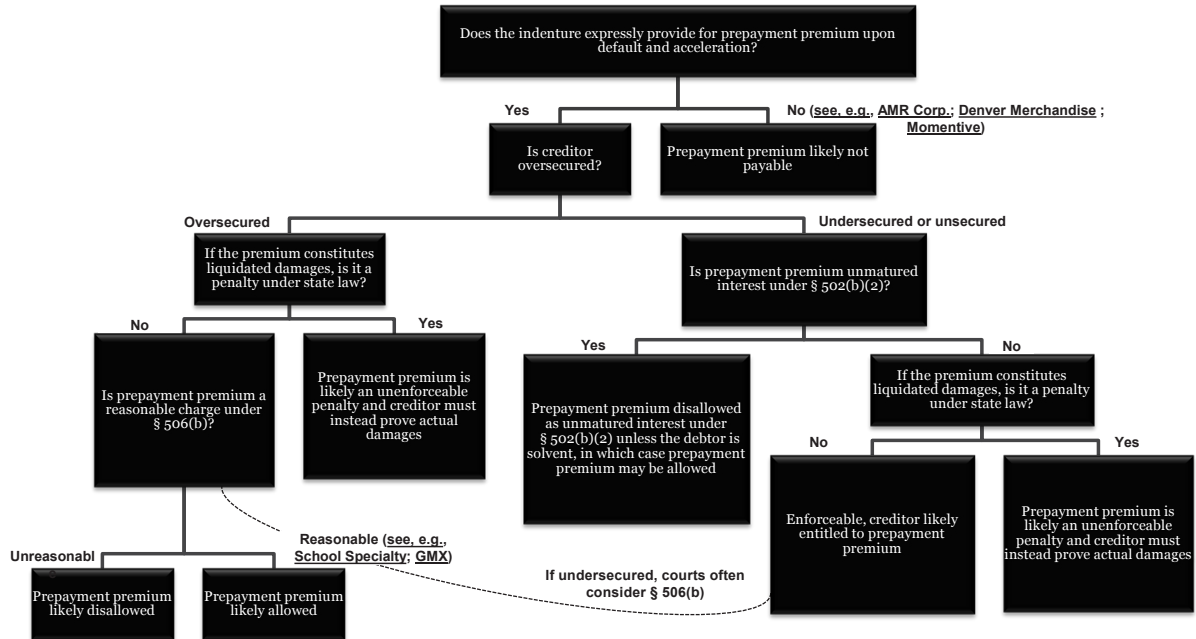 Does the indenture expressly provide for prepayment premium upon
default and acceleration?
Yes
No (see, e.g., AMR Corp.; Denver Merchandise ;
Momentive)
Is creditor
oversecured?
Prepayment premium likely not
payable
Oversecured
Undersecured or unsecured
If the premium constitutes
liquidated damages, is it a
penalty under state law?
Is prepayment premium unmatured
interest under § 502(b)(2)?
No
Yes
Yes
No
Is prepayment premium a
reasonable charge under
§ 506(b)?
Prepayment premium is
likely an unenforceable
penalty and creditor must
instead prove actual
damages
Prepayment premium disallowed
as unmatured interest under
§ 502(b)(2) unless the debtor is
solvent, in which case prepayment
premium may be allowed
If the premium constitutes
liquidated damages, is it a penalty
under state law?
No
Yes
Enforceable, creditor likely
entitled to prepayment
premium
Prepayment premium is
likely an unenforceable
penalty and creditor must
instead prove actual damages
Unreasonabl
e
Reasonable (see, e.g.,
School Specialty; GMX)
If undersecured, courts often
consider § 506(b)
Prepayment premium
likely disallowed
Prepayment premium
likely allowed